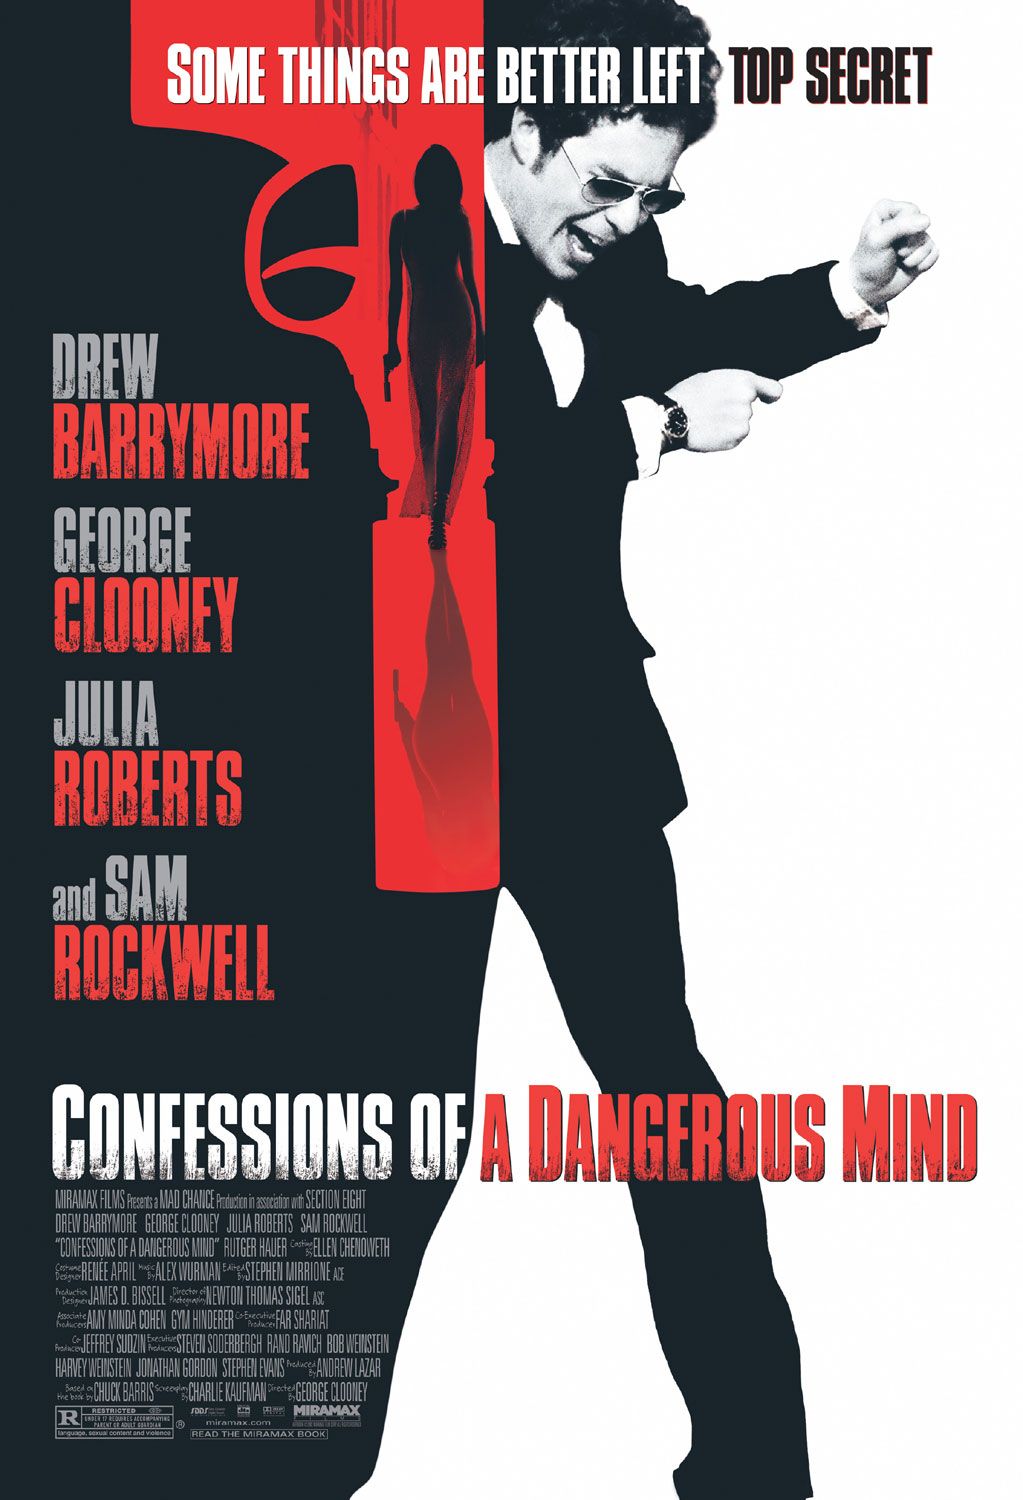 SOME THINGS ARE BETTER LEFT TOP SECRET
DREW
BARRYMORE
GEORGE
CLOONEY
JULIA
ROBERTS
and SAM
ROCKWELL
CONFESSIONS OF A DANGEROUS MIND
MIRAMAX FILMS Presents a MAD CHANCE Production in association with SECTION EIGHT
DREW BARRYMORE GEORGE CLOONEY JULIA ROBERTS SAM ROCKWELL
"CONFESSIONS OF A DANGEROUS MIND" RUTGER HAUER Casting By ELLEN CHENOWETH
Costume Designer RENÉE APRIL Music By ALEX WURMAN Edited By STEPHEN MIRRIONE ACE
Production Designer JAMES D. BISSELL Director of Photography NEWTON THOMAS SIGEL ASC
Associate Producers AMY MINDA COHEN GYM HINDERER Co-Executive Producer FAR SHARIAT
Co-Producer JEFFREY SUDZIN Executive Producers STEVEN SODERBERGH RAND RAVICH BOB WEINSTEIN
HARVEY WEINSTEIN JONATHAN GORDON STEPHEN EVANS Produced By ANDREW LAZAR
Based on the book by CHUCK BARRIS Screenplay By CHARLIE KAUFMAN Directed By GEORGE CLOONEY
R RESTRICTED
UNDER 17 REQUIRES ACCOMPANYING
PARENT OR ADULT GUARDIAN
language, sexual content and violence
®
SDDS
MIRAMAX
miramax.com
READ THE MIRAMAX BOOK